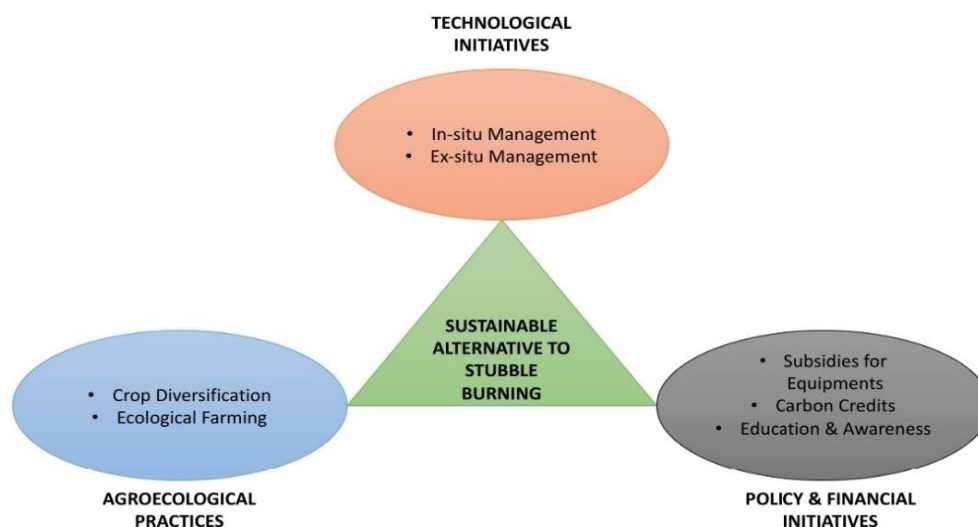 TECHNOLOGICAL
INITIATIVES
• In-situ Management
• Ex-situ Management
SUSTAINABLE
ALTERNATIVE TO
STUBBLE
BURNING
• Crop Diversification
• Ecological Farming
AGROECOLOGICAL
PRACTICES
• Subsidies for
Equipments
• Carbon Credits
• Education & Awareness
POLICY & FINANCIAL
INITIATIVES